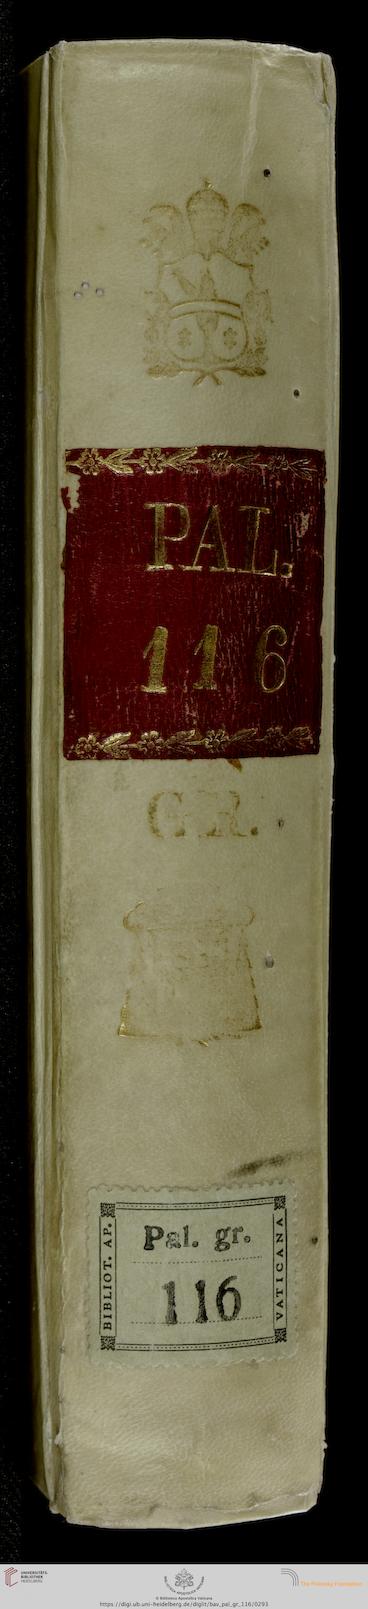 PAL.
116
GR.
BIBLIOT. AP.
Pal. gr.
116
VATICANA
UNIVERSITÄTS-
BIBLIOTHEK
HEIDELBERG
© Biblioteca Apostolica Vaticana
https://digi.ub.uni-heidelberg.de/diglit/bav_pal_gr_116/0293
The Polonsky Foundation